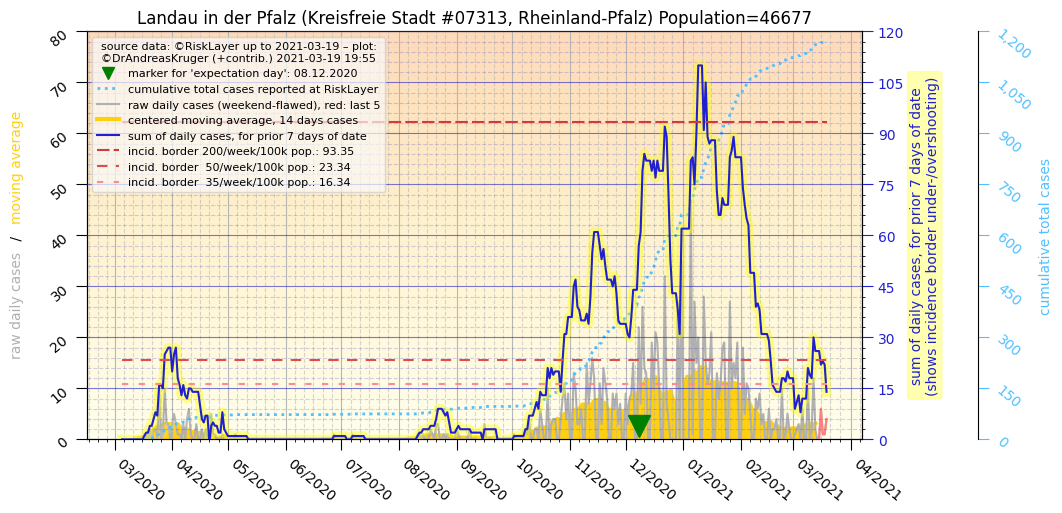 Landau in der Pfalz (Kreisfreie Stadt #07313, Rheinland-Pfalz) Population=46677
source data: ©RiskLayer up to 2021-03-19 – plot:
©DrAndreasKruger (+contrib.) 2021-03-19 19:55
marker for 'expectation day': 08.12.2020
cumulative total cases reported at RiskLayer
raw daily cases (weekend-flawed), red: last 5
centered moving average, 14 days cases
sum of daily cases, for prior 7 days of date
incid. border 200/week/100k pop.: 93.35
incid. border  50/week/100k pop.: 23.34
incid. border  35/week/100k pop.: 16.34
raw daily cases / moving average
80
70
60
50
40
30
20
10
0
03/2020
04/2020
05/2020
06/2020
07/2020
08/2020
09/2020
10/2020
11/2020
12/2020
01/2021
02/2021
03/2021
04/2021
120
105
90
75
60
45
30
15
0
sum of daily cases, for prior 7 days of date
(shows incidence border under-/overshooting)
1,200
1,050
900
750
600
450
300
150
0
cumulative total cases